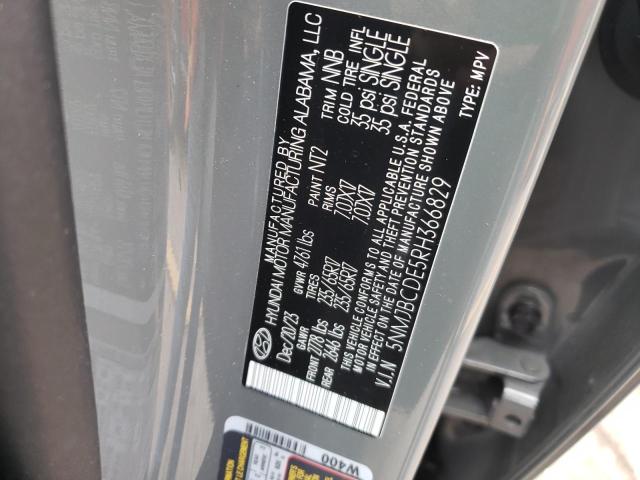 MANUFACTURED BY
HYUNDAI MOTOR MANUFACTURING ALABAMA, LLC
Dec/20/23 GVWR 4761 lbs PAINT NT2 TRIM NNB
GAWR TIRES RIMS COLD TIRE INFL
FRONT 2778 lbs 235/65R17 7.0JX17 35 psi SINGLE
REAR 2646 lbs 235/65R17 7.0JX17 35 psi SINGLE
THIS VEHICLE CONFORMS TO ALL APPLICABLE U.S.A. FEDERAL
MOTOR VEHICLE SAFETY AND THEFT PREVENTION STANDARDS
IN EFFECT ON THE DATE OF MANUFACTURE SHOWN ABOVE
V.I.N 5NMJBCDE5RH366829 TYPE: MPV
W400